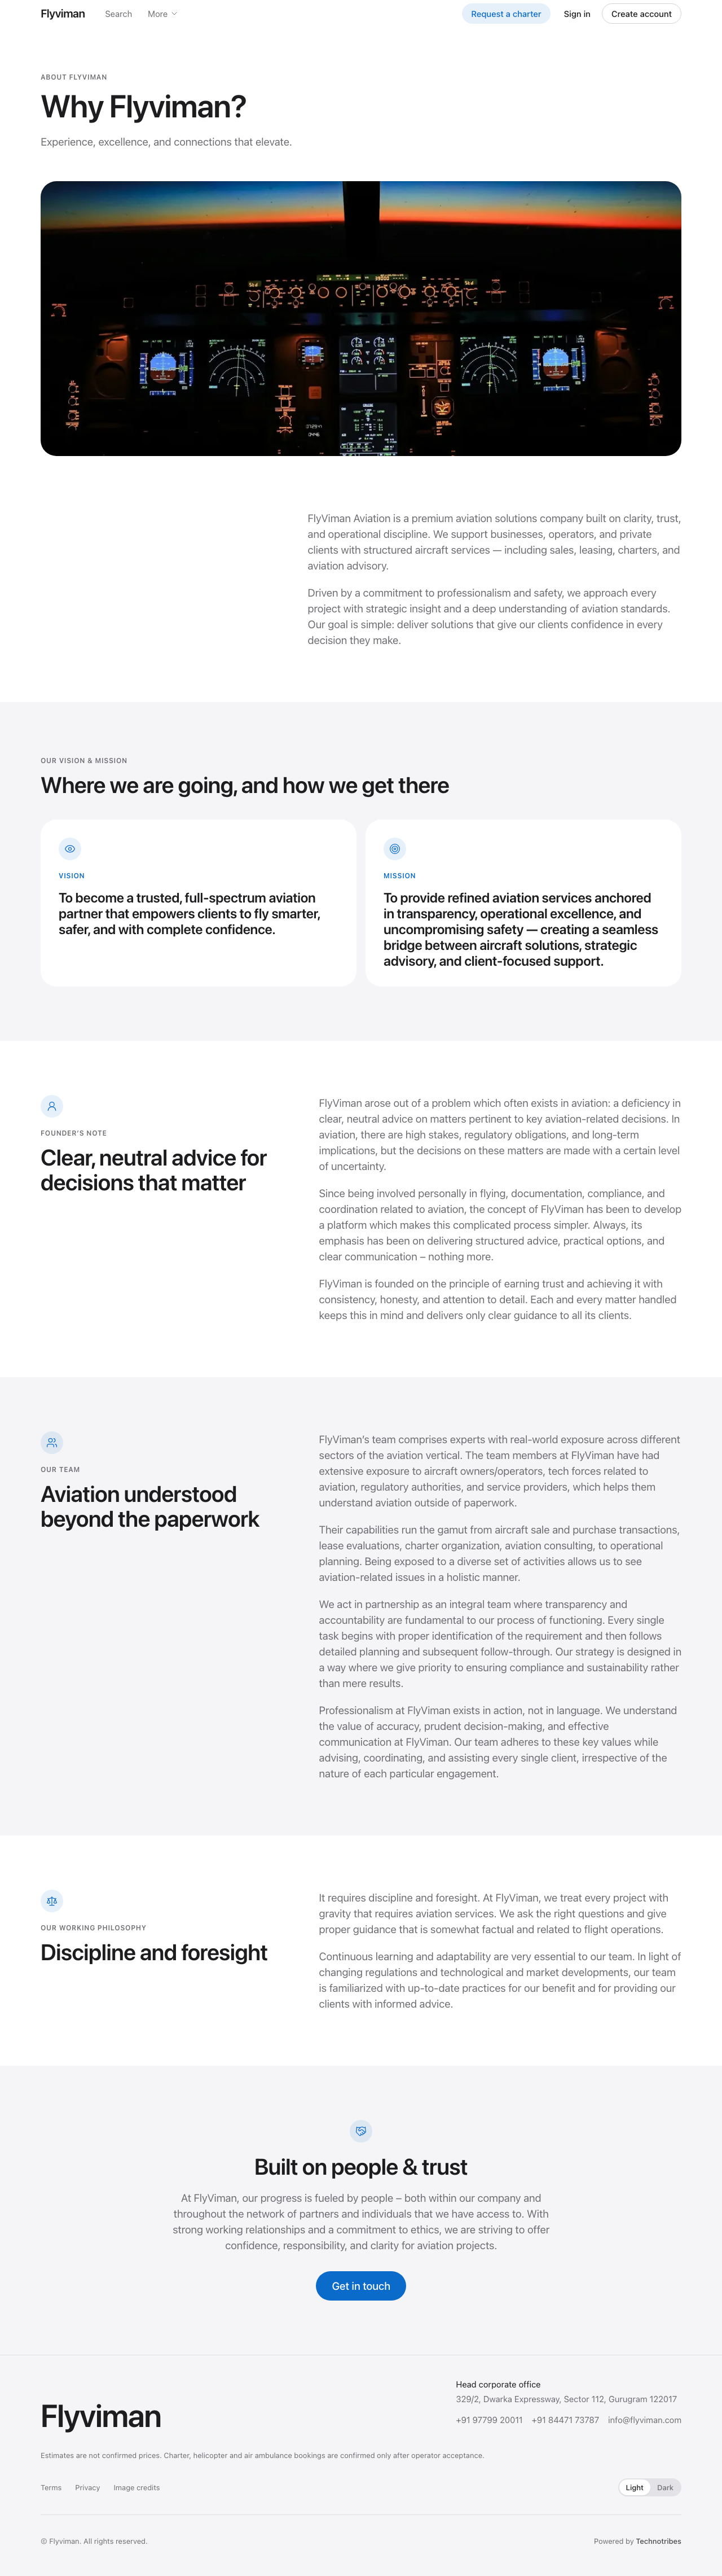 Flyviman
Search
More
Request a charter
Sign in
Create account
ABOUT FLYVIMAN
Why Flyviman?
Experience, excellence, and connections that elevate.
FlyViman Aviation is a premium aviation solutions company built on clarity, trust,
and operational discipline. We support businesses, operators, and private
clients with structured aircraft services — including sales, leasing, charters, and
aviation advisory.
Driven by a commitment to professionalism and safety, we approach every
project with strategic insight and a deep understanding of aviation standards.
Our goal is simple: deliver solutions that give our clients confidence in every
decision they make.
OUR VISION & MISSION
Where we are going, and how we get there
VISION
To become a trusted, full-spectrum aviation
partner that empowers clients to fly smarter,
safer, and with complete confidence.
MISSION
To provide refined aviation services anchored
in transparency, operational excellence, and
uncompromising safety — creating a seamless
bridge between aircraft solutions, strategic
advisory, and client-focused support.
FOUNDER'S NOTE
Clear, neutral advice for
decisions that matter
FlyViman arose out of a problem which often exists in aviation: a deficiency in
clear, neutral advice on matters pertinent to key aviation-related decisions. In
aviation, there are high stakes, regulatory obligations, and long-term
implications, but the decisions on these matters are made with a certain level
of uncertainty.
Since being involved personally in flying, documentation, compliance, and
coordination related to aviation, the concept of FlyViman has been to develop
a platform which makes this complicated process simpler. Always, its
emphasis has been on delivering structured advice, practical options, and
clear communication – nothing more.
FlyViman is founded on the principle of earning trust and achieving it with
consistency, honesty, and attention to detail. Each and every matter handled
keeps this in mind and delivers only clear guidance to all its clients.
OUR TEAM
Aviation understood
beyond the paperwork
FlyViman's team comprises experts with real-world exposure across different
sectors of the aviation vertical. The team members at FlyViman have had
extensive exposure to aircraft owners/operators, tech forces related to
aviation, regulatory authorities, and service providers, which helps them
understand aviation outside of paperwork.
Their capabilities run the gamut from aircraft sale and purchase transactions,
lease evaluations, charter organization, aviation consulting, to operational
planning. Being exposed to a diverse set of activities allows us to see
aviation-related issues in a holistic manner.
We act in partnership as an integral team where transparency and
accountability are fundamental to our process of functioning. Every single
task begins with proper identification of the requirement and then follows
detailed planning and subsequent follow-through. Our strategy is designed in
a way where we give priority to ensuring compliance and sustainability rather
than mere results.
Professionalism at FlyViman exists in action, not in language. We understand
the value of accuracy, prudent decision-making, and effective
communication at FlyViman. Our team adheres to these key values while
advising, coordinating, and assisting every single client, irrespective of the
nature of each particular engagement.
OUR WORKING PHILOSOPHY
Discipline and foresight
It requires discipline and foresight. At FlyViman, we treat every project with
gravity that requires aviation services. We ask the right questions and give
proper guidance that is somewhat factual and related to flight operations.
Continuous learning and adaptability are very essential to our team. In light of
changing regulations and technological and market developments, our team
is familiarized with up-to-date practices for our benefit and for providing our
clients with informed advice.
Built on people & trust
At FlyViman, our progress is fueled by people – both within our company and
throughout the network of partners and individuals that we have access to. With
strong working relationships and a commitment to ethics, we are striving to offer
confidence, responsibility, and clarity for aviation projects.
Get in touch
Flyviman
Head corporate office
329/2, Dwarka Expressway, Sector 112, Gurugram 122017
+91 97799 20011
+91 84471 73787
info@flyviman.com
Estimates are not confirmed prices. Charter, helicopter and air ambulance bookings are confirmed only after operator acceptance.
Terms
Privacy
Image credits
Light
Dark
© Flyviman. All rights reserved.
Powered by Technotribes